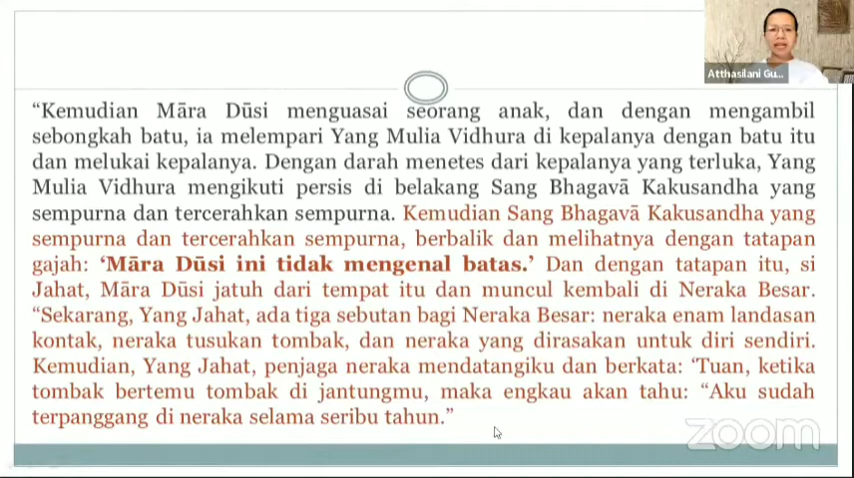 Atthasilani Gu...
“Kemudian Māra Dūsi menguasai seorang anak, dan dengan mengambil
sebongkah batu, ia melempari Yang Mulia Vidhura di kepalanya dengan batu itu
dan melukai kepalanya. Dengan darah menetes dari kepalanya yang terluka, Yang
Mulia Vidhura mengikuti persis di belakang Sang Bhagavā Kakusandha yang
sempurna dan tercerahkan sempurna. Kemudian Sang Bhagavā Kakusandha yang
sempurna dan tercerahkan sempurna, berbalik dan melihatnya dengan tatapan
gajah: ‘Māra Dūsi ini tidak mengenal batas.’ Dan dengan tatapan itu, si
Jahat, Māra Dūsi jatuh dari tempat itu dan muncul kembali di Neraka Besar.
“Sekarang, Yang Jahat, ada tiga sebutan bagi Neraka Besar: neraka enam landasan
kontak, neraka tusukan tombak, dan neraka yang dirasakan untuk diri sendiri.
Kemudian, Yang Jahat, penjaga neraka mendatangiku dan berkata: ‘Tuan, ketika
tombak bertemu tombak di jantungmu, maka engkau akan tahu: “Aku sudah
terpanggang di neraka selama seribu tahun.”
zoom